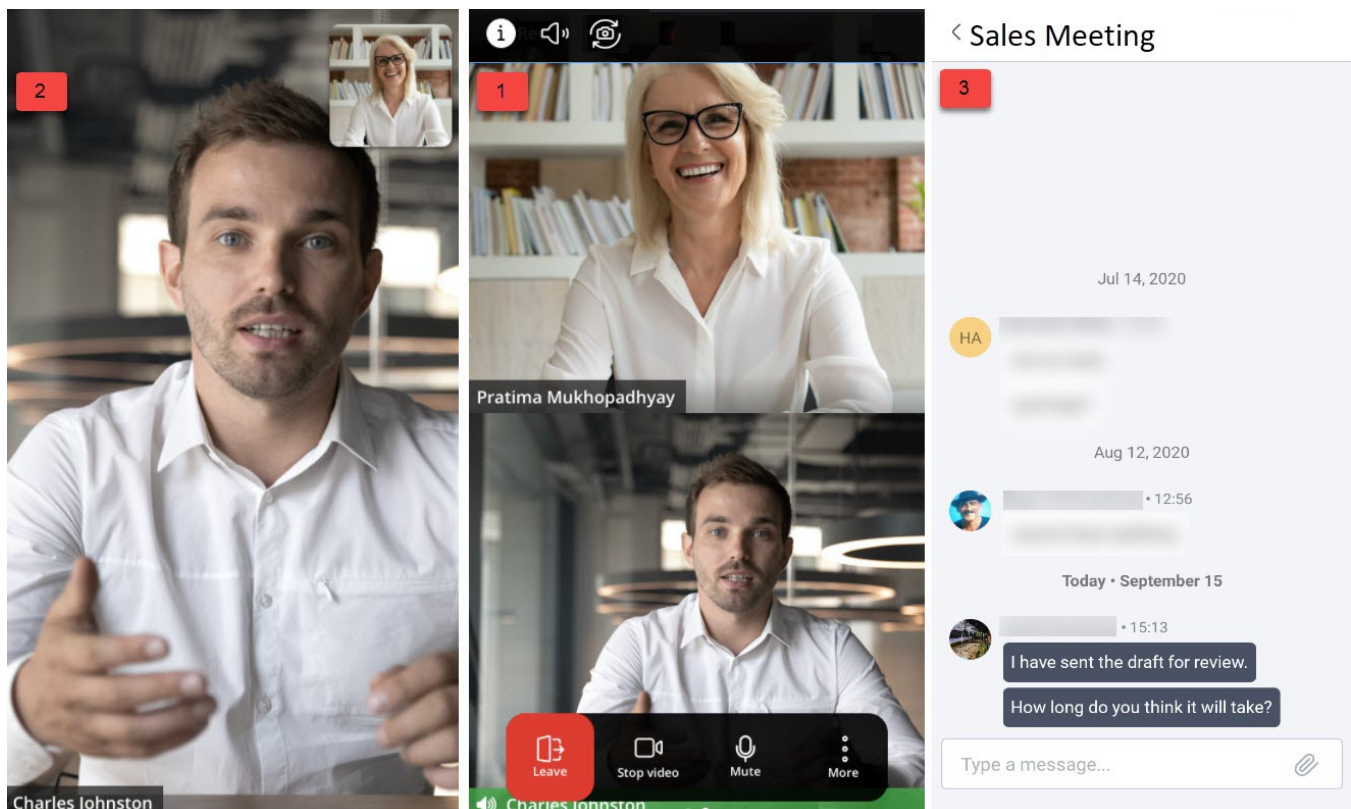 2
Charles Johnston
1
Pratima Mukhopadhyay
Leave
Stop video
Mute
More
Charles Johnston
Sales Meeting
3
Jul 14, 2020
HA
Aug 12, 2020
• 12:56
Today • September 15
• 15:13
I have sent the draft for review.
How long do you think it will take?
Type a message...